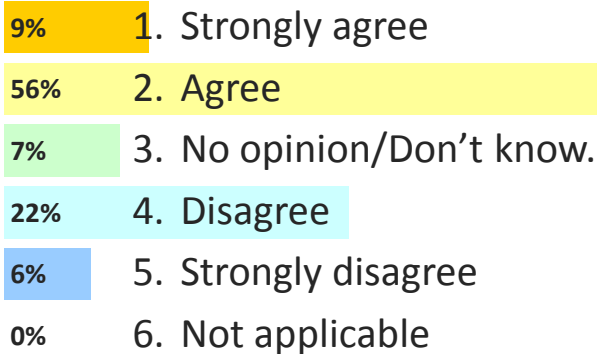 9% 1. Strongly agree
56% 2. Agree
7% 3. No opinion/Don’t know.
22% 4. Disagree
6% 5. Strongly disagree
0% 6. Not applicable